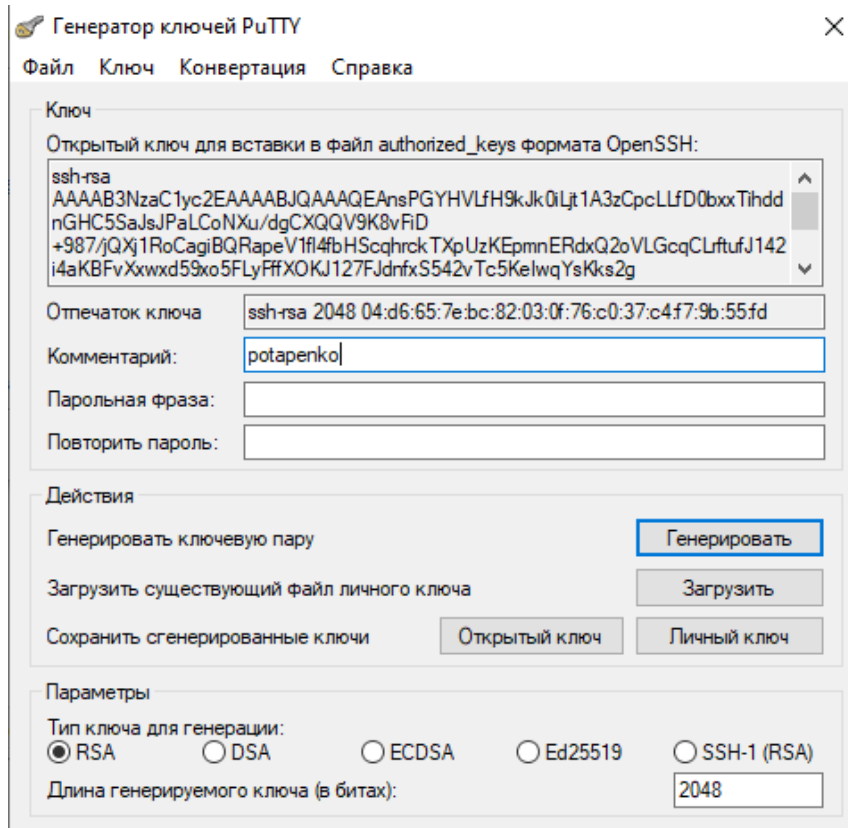 Генератор ключей PuTTY
Файл Ключ Конвертация Справка
Ключ
Открытый ключ для вставки в файл authorized_keys формата OpenSSH:
ssh-rsa
AAAAB3NzaC1yc2EAAAABJQAAAQEAnsPGYHVLfH9kJk0iLjt1A3zCpcLLfD0bxxTihdd
nGHC5SaJsJPaLCoNXu/dgCXQQV9K8vFiD
+987/jQXj1RoCagiBQRapeV1fl4fbHScqhrckTXpUzKEpmnERdxQ2oVLGcqCLrftufJ142
i4aKBFvXxwxd59xo5FLyFffXOKJ127FJdnfxS542vTc5KeIwqYsKks2g
Отпечаток ключа ssh-rsa 2048 04:d6:65:7e:bc:82:03:0f:76:c0:37:c4:f7:9b:55:fd
Комментарий: potapenko
Парольная фраза:
Повторить пароль:
Действия
Генерировать ключевую пару Генерировать
Загрузить существующий файл личного ключа Загрузить
Сохранить сгенерированные ключи Открытый ключ Личный ключ
Параметры
Тип ключа для генерации:
RSA DSA ECDSA Ed25519 SSH-1 (RSA)
Длина генерируемого ключа (в битах): 2048